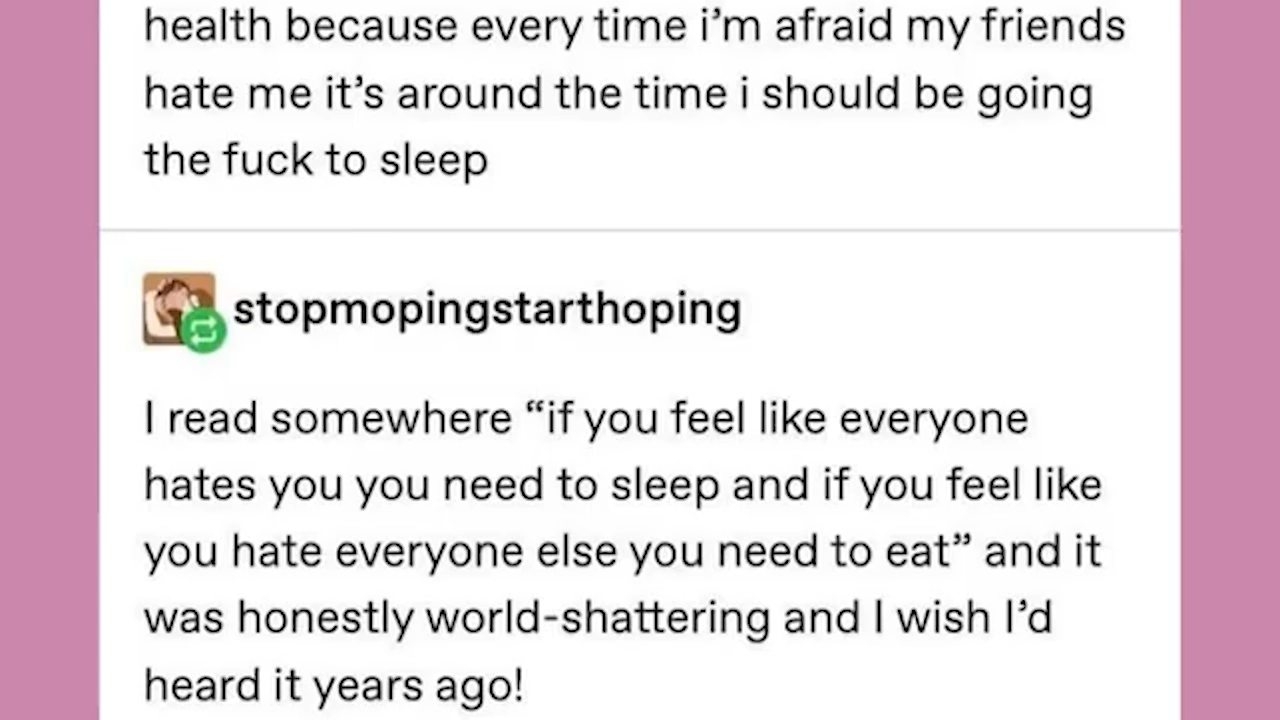 health because every time i’m afraid my friends
hate me it’s around the time i should be going
the fuck to sleep
stopmopingstarthoping
I read somewhere “if you feel like everyone
hates you you need to sleep and if you feel like
you hate everyone else you need to eat” and it
was honestly world-shattering and I wish I’d
heard it years ago!